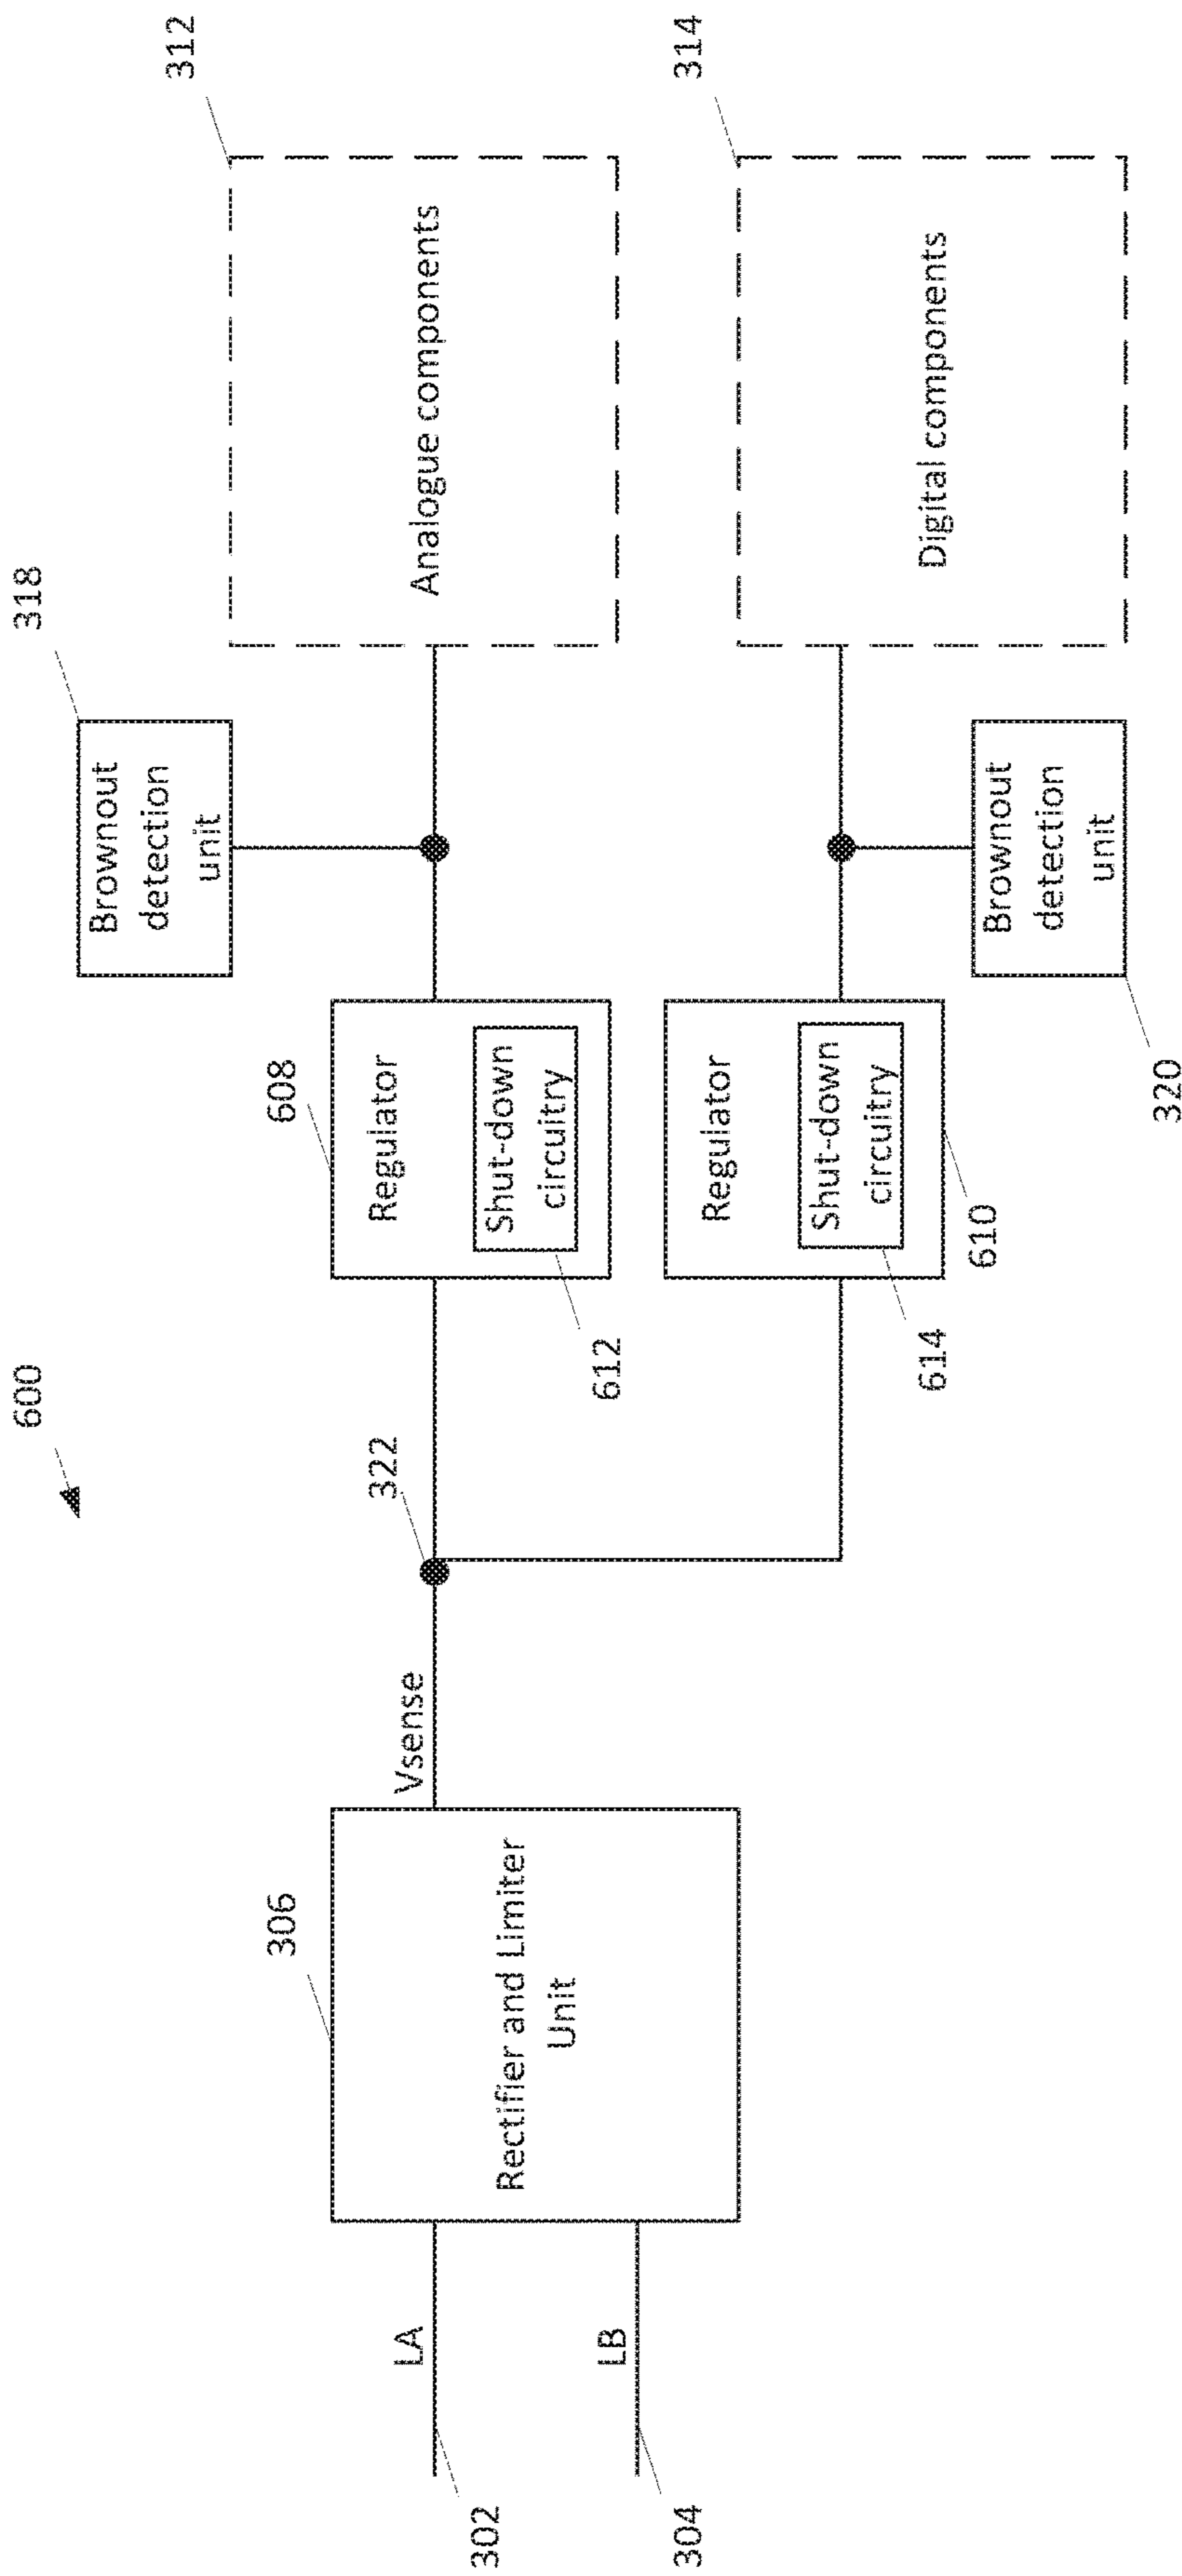 600
318
Brownout
detection
unit
312
Analogue components
608
Regulator
Shut-down
circuitry
612
322
Vsense
306
Rectifier and Limiter
Unit
LA
302
LB
304
314
Digital components
Regulator
Shut-down
circuitry
614
610
Brownout
detection
unit
320